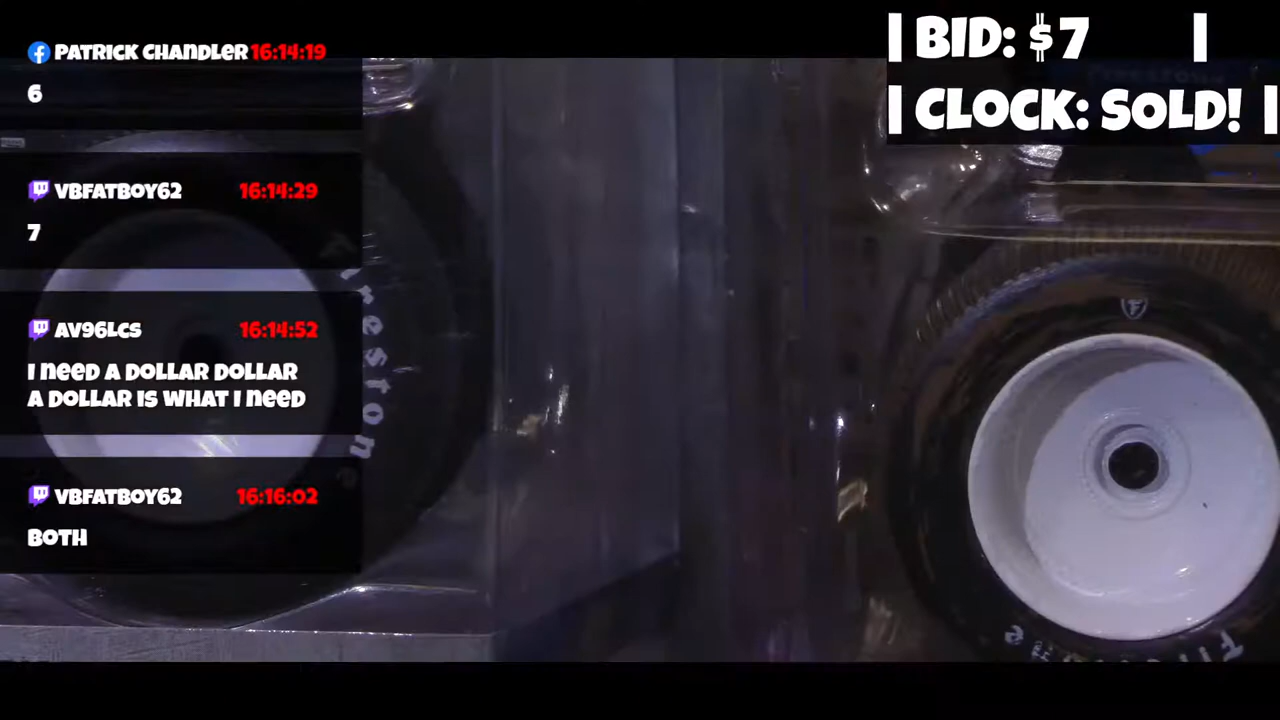 PATRICK CHANDLER 16:14:19
6
VBFATBOY62 16:14:29
7
AV96LCS 16:14:52
I NEED A DOLLAR DOLLAR
A DOLLAR IS WHAT I NEED
VBFATBOY62 16:16:02
BOTH
| BID: $7 |
| CLOCK: SOLD! |
Firestone
F